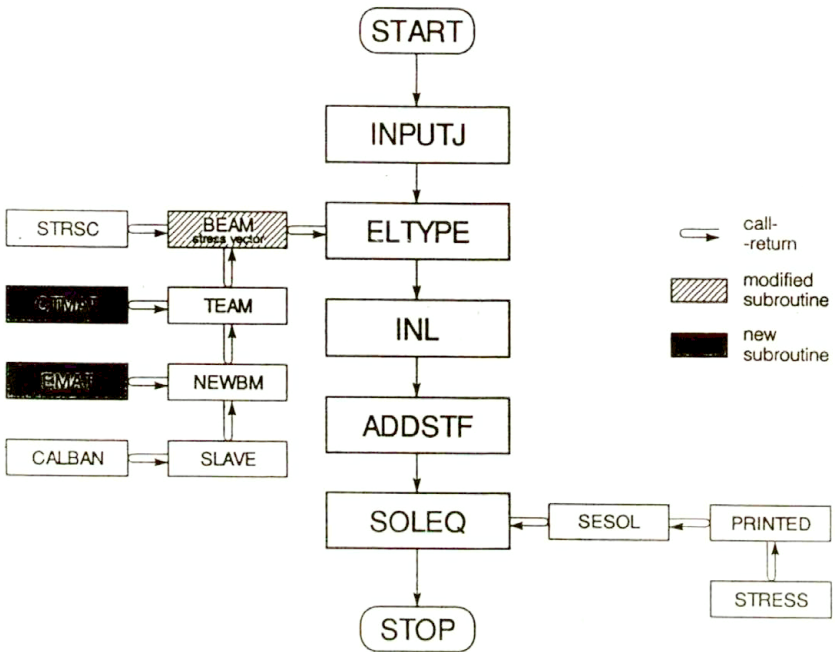 START
INPUTJ
STRSC
BEAM
stress vector
ELTYPE
call-
-return
modified
subroutine
TEAM
INL
new
subroutine
EMAT
NEWBM
ADDSTF
CALBAN
SLAVE
SOLEQ
SESOL
PRINTED
STRESS
STOP